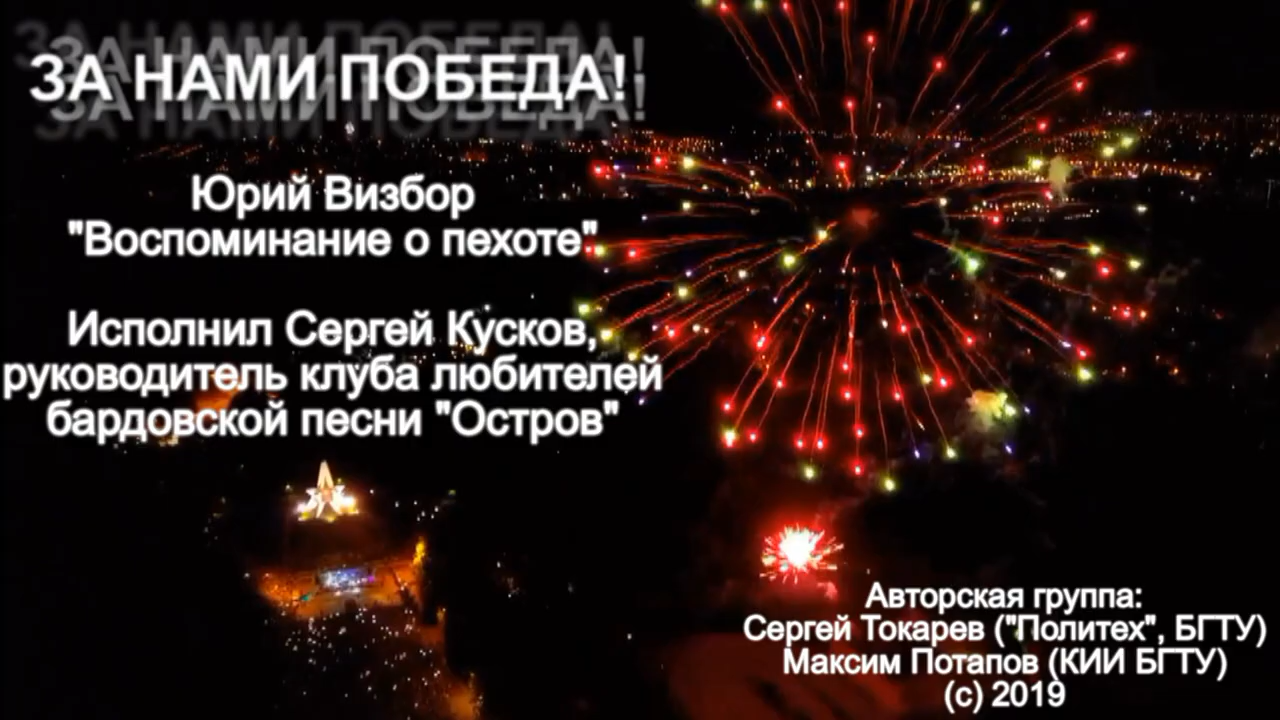 ЗА НАМИ ПОБЕДА!
Юрий Визбор
"Воспоминание о пехоте"
Исполнил Сергей Кусков,
руководитель клуба любителей
бардовской песни "Остров"
Авторская группа:
Сергей Токарев ("Политех", БГТУ)
Максим Потапов (КИИ БГТУ)
(с) 2019